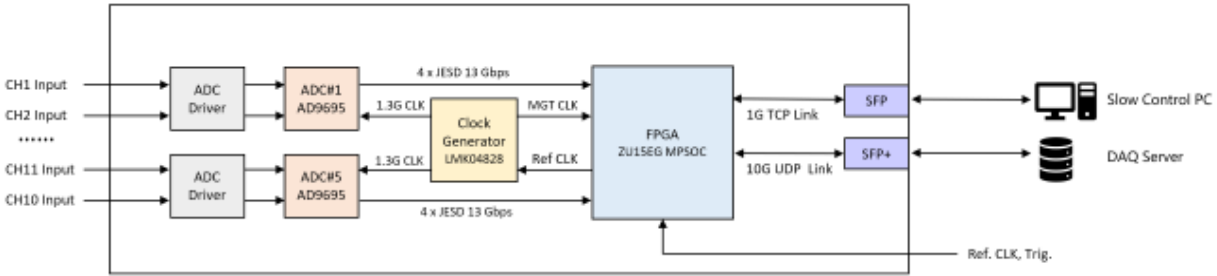 CH1 Input
CH2 Input
......
CH11 Input
CH10 Input
ADC
Driver
ADC
Driver
ADC#1
AD9695
ADC#5
AD9695
4 x JESD 13 Gbps
1.3G CLK
MGT CLK
Clock
Generator
LMK04828
1.3G CLK
Ref CLK
4 x JESD 13 Gbps
FPGA
ZU15EG MPSOC
1G TCP Link
10G UDP Link
SFP
SFP+
Slow Control PC
DAQ Server
Ref. CLK, Trig.